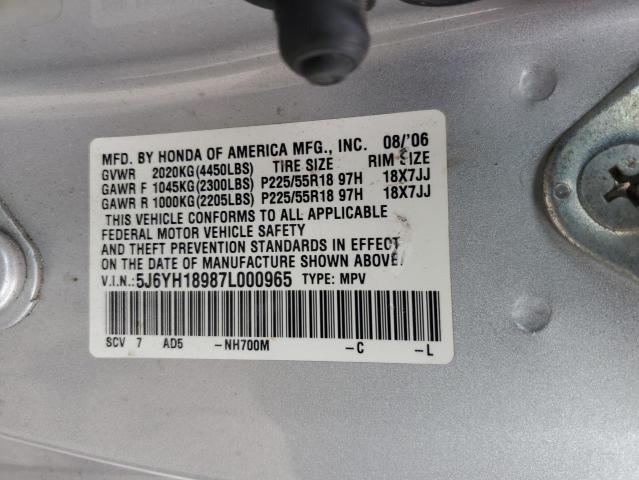 MFD. BY HONDA OF AMERICA MFG., INC. 08/'06
GVWR 2020KG(4450LBS) TIRE SIZE RIM SIZE
GAWR F 1045KG(2300LBS) P225/55R18 97H 18X7JJ
GAWR R 1000KG(2205LBS) P225/55R18 97H 18X7JJ
THIS VEHICLE CONFORMS TO ALL APPLICABLE
FEDERAL MOTOR VEHICLE SAFETY
AND THEFT PREVENTION STANDARDS IN EFFECT
ON THE DATE OF MANUFACTURE SHOWN ABOVE.
V.I.N.: 5J6YH18987L000965 TYPE: MPV
SCV 7 AD5 -NH700M -C -L